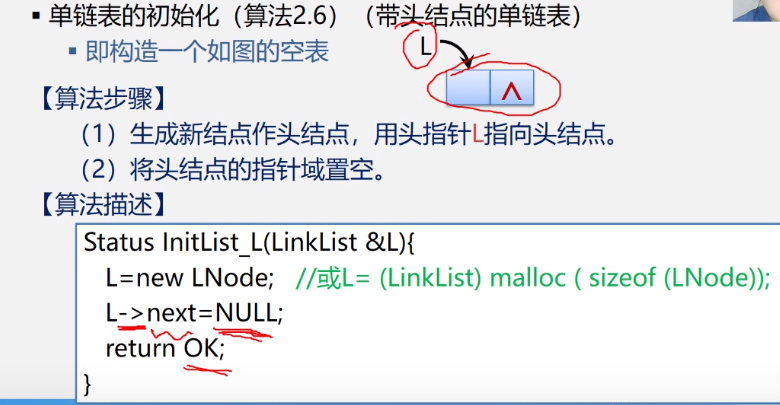 ▪ 单链表的初始化（算法2.6）（带头结点的单链表）
▪ 即构造一个如图的空表
L
∧
【算法步骤】
（1）生成新结点作头结点，用头指针L指向头结点。
（2）将头结点的指针域置空。
【算法描述】
Status InitList_L(LinkList &L){
L=new LNode; //或L= (LinkList) malloc ( sizeof (LNode));
L->next=NULL;
return OK;
}